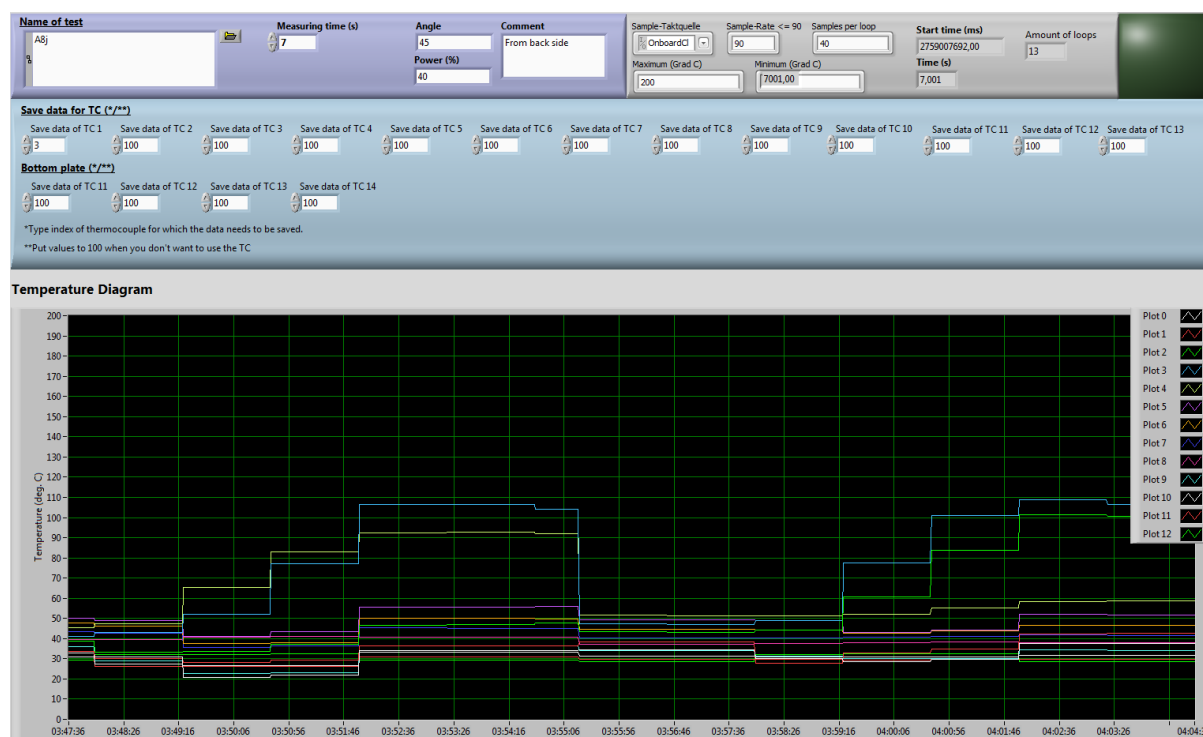 Name of test
A8j
Measuring time (s)
7
Angle
45
Power (%)
40
Comment
From back side
Sample-Taktquelle
OnboardCl
Sample-Rate <= 90
90
Samples per loop
40
Maximum (Grad C)
200
Minimum (Grad C)
7001,00
Start time (ms)
2759007692,00
Time (s)
7,001
Amount of loops
13
Save data for TC (*/**)
Save data of TC 1 Save data of TC 2 Save data of TC 3 Save data of TC 4 Save data of TC 5 Save data of TC 6 Save data of TC 7 Save data of TC 8 Save data of TC 9 Save data of TC 10 Save data of TC 11 Save data of TC 12 Save data of TC 13
3 100 100 100 100 100 100 100 100 100 100 100 100
Bottom plate (*/**)
Save data of TC 11 Save data of TC 12 Save data of TC 13 Save data of TC 14
100 100 100 100
*Type index of thermocouple for which the data needs to be saved.
**Put values to 100 when you don't want to use the TC
Temperature Diagram
Temperature (deg. C)
200
190
180
170
160
150
140
130
120
110
100
90
80
70
60
50
40
30
20
10
0
03:47:36 03:48:26 03:49:16 03:50:06 03:50:56 03:51:46 03:52:36 03:53:26 03:54:16 03:55:06 03:55:56 03:56:46 03:57:36 03:58:26 03:59:16 04:00:06 04:00:56 04:01:46 04:02:36 04:03:26
Plot 0
Plot 1
Plot 2
Plot 3
Plot 4
Plot 5
Plot 6
Plot 7
Plot 8
Plot 9
Plot 10
Plot 11
Plot 12